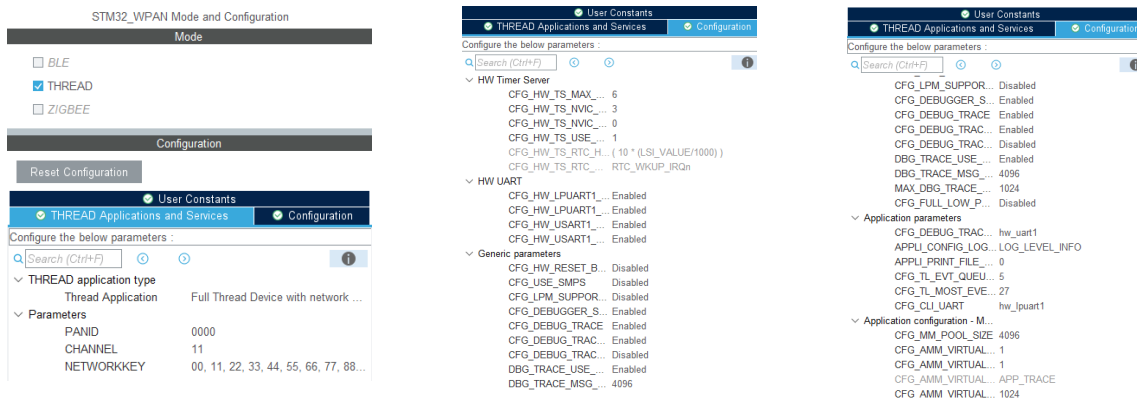 STM32_WPAN Mode and Configuration
Mode
BLE
THREAD
ZIGBEE
Configuration
Reset Configuration
User Constants
THREAD Applications and Services
Configuration
Configure the below parameters :
Search (Ctrl+F)
THREAD application type
Thread Application Full Thread Device with network ...
Parameters
PANID 0000
CHANNEL 11
NETWORKKEY 00, 11, 22, 33, 44, 55, 66, 77, 88...
User Constants
THREAD Applications and Services
Configuration
Configure the below parameters :
Search (Ctrl+F)
HW Timer Server
CFG_HW_TS_MAX_... 6
CFG_HW_TS_NVIC_... 3
CFG_HW_TS_NVIC_... 0
CFG_HW_TS_USE_... 1
CFG_HW_TS_RTC_H... ( 10 * (LSI_VALUE/1000) )
CFG_HW_TS_RTC_... RTC_WKUP_IRQn
HW UART
CFG_HW_LPUART1_... Enabled
CFG_HW_LPUART1_... Enabled
CFG_HW_USART1_... Enabled
CFG_HW_USART1_... Enabled
Generic parameters
CFG_HW_RESET_B... Disabled
CFG_USE_SMPS Disabled
CFG_LPM_SUPPOR... Disabled
CFG_DEBUGGER_S... Enabled
CFG_DEBUG_TRACE Enabled
CFG_DEBUG_TRAC... Enabled
CFG_DEBUG_TRAC... Disabled
DBG_TRACE_USE_... Enabled
DBG_TRACE_MSG_... 4096
User Constants
THREAD Applications and Services
Configuration
Configure the below parameters :
Search (Ctrl+F)
CFG_LPM_SUPPOR... Disabled
CFG_DEBUGGER_S... Enabled
CFG_DEBUG_TRACE Enabled
CFG_DEBUG_TRAC... Enabled
CFG_DEBUG_TRAC... Disabled
DBG_TRACE_USE_... Enabled
DBG_TRACE_MSG_... 4096
MAX_DBG_TRACE_... 1024
CFG_FULL_LOW_P... Disabled
Application parameters
CFG_DEBUG_TRAC... hw_uart1
APPLI_CONFIG_LOG... LOG_LEVEL_INFO
APPLI_PRINT_FILE_... 0
CFG_TL_EVT_QUEU... 5
CFG_TL_MOST_EVE... 27
CFG_CLI_UART hw_lpuart1
Application configuration - M...
CFG_MM_POOL_SIZE 4096
CFG_AMM_VIRTUAL... 1
CFG_AMM_VIRTUAL... 1
CFG_AMM_VIRTUAL... APP_TRACE
CFG_AMM_VIRTUAL... 1024